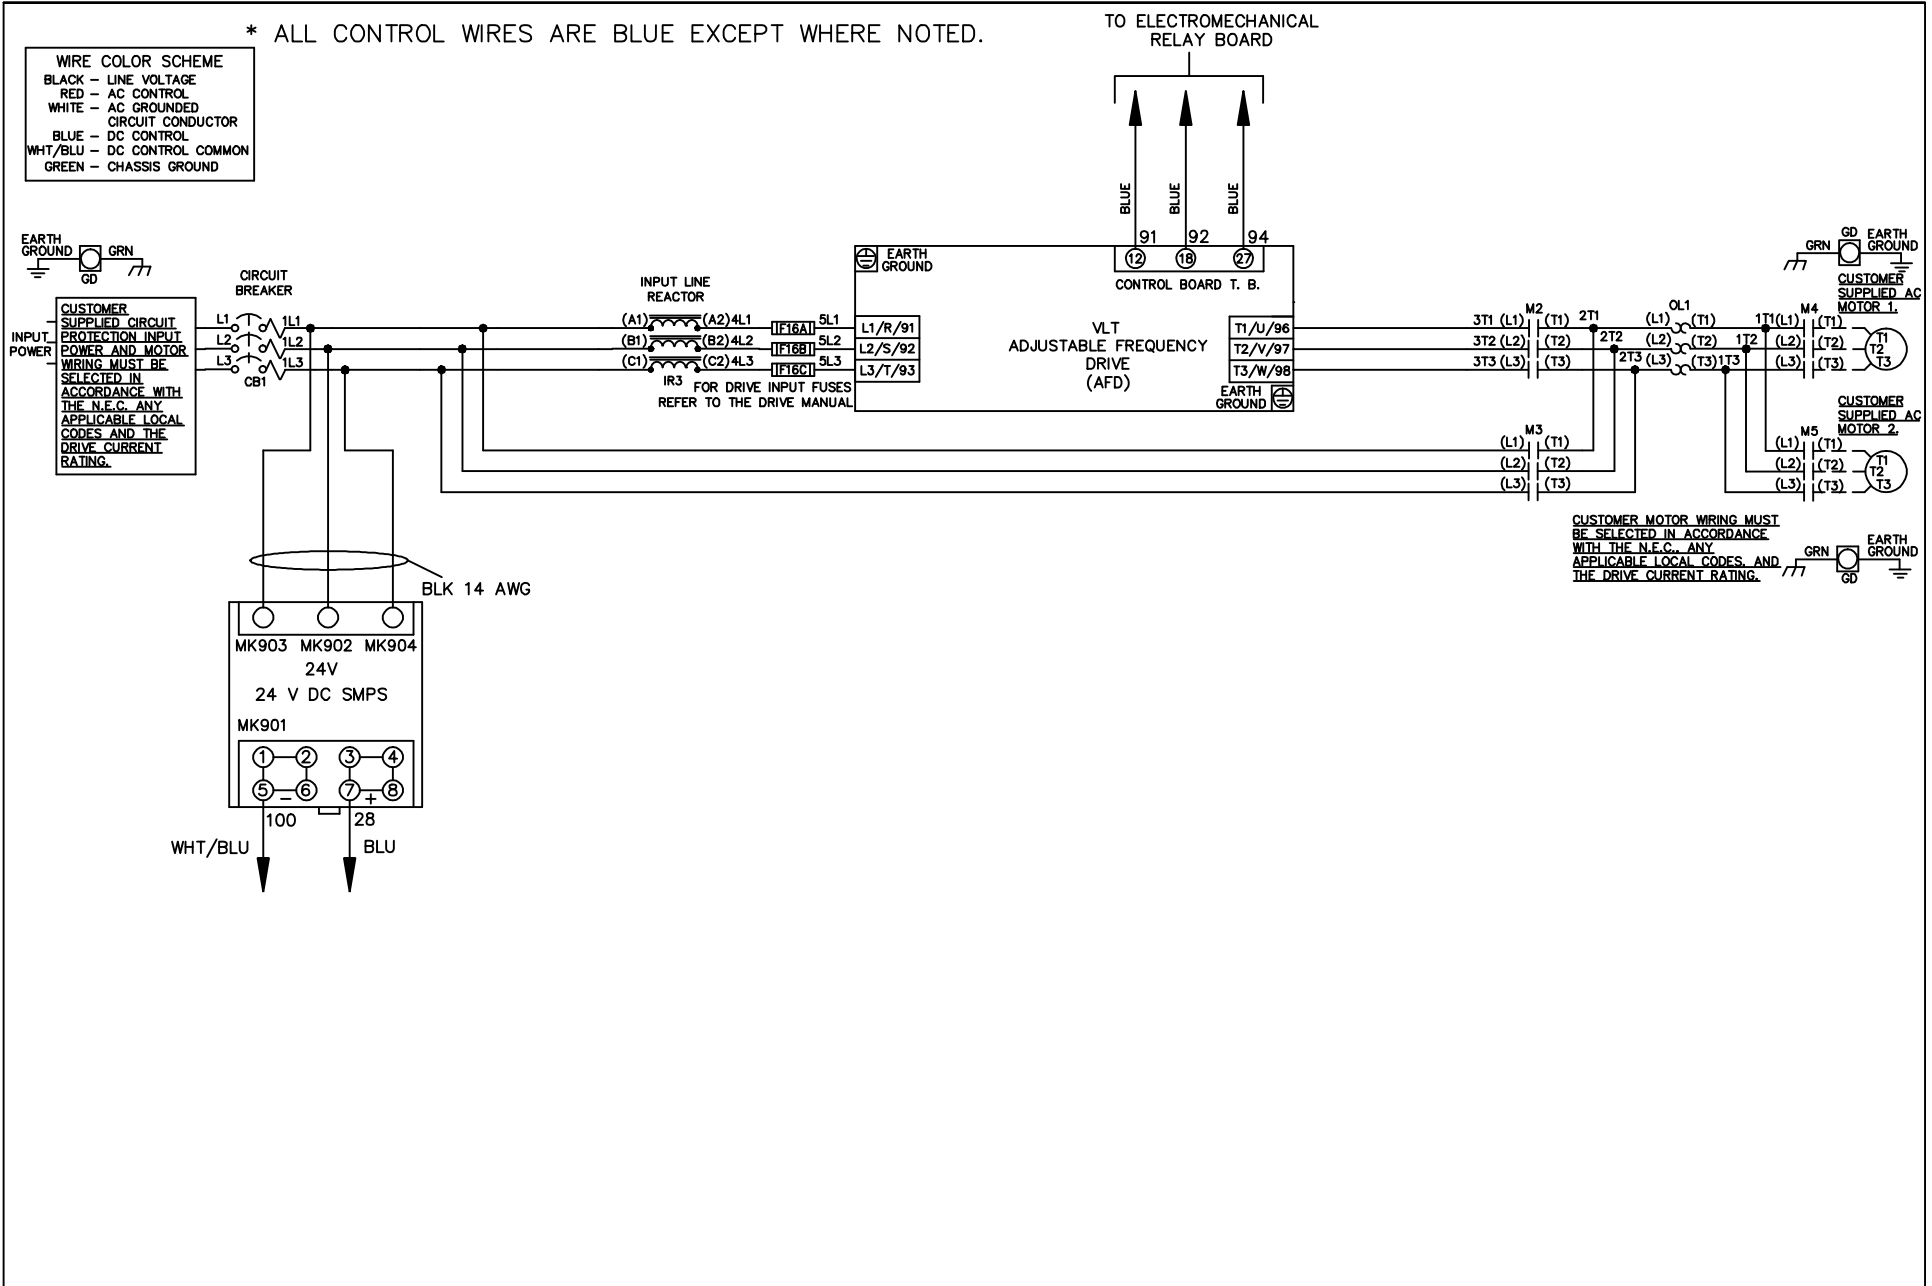 * ALL CONTROL WIRES ARE BLUE EXCEPT WHERE NOTED.
WIRE COLOR SCHEME
BLACK – LINE VOLTAGE
RED – AC CONTROL
WHITE – AC GROUNDED
CIRCUIT CONDUCTOR
BLUE – DC CONTROL
WHT/BLU – DC CONTROL COMMON
GREEN – CHASSIS GROUND
TO ELECTROMECHANICAL
RELAY BOARD
BLUE
BLUE
BLUE
91 92 94
12 18 27
CONTROL BOARD T. B.
EARTH
GROUND
GRN
GD
INPUT
POWER
CUSTOMER
SUPPLIED CIRCUIT
PROTECTION INPUT
POWER AND MOTOR
WIRING MUST BE
SELECTED IN
ACCORDANCE WITH
THE N.E.C. ANY
APPLICABLE LOCAL
CODES AND THE
DRIVE CURRENT
RATING.
CIRCUIT
BREAKER
L1 1L1
L2 1L2
L3 1L3
CB1
INPUT LINE
REACTOR
(A1) (A2) 4L1 F16A 5L1
(B1) (B2) 4L2 F16B 5L2
(C1) (C2) 4L3 F16C 5L3
IR3
FOR DRIVE INPUT FUSES
REFER TO THE DRIVE MANUAL
EARTH
GROUND
L1/R/91
L2/S/92
L3/T/93
VLT
ADJUSTABLE FREQUENCY
DRIVE
(AFD)
T1/U/96
T2/V/97
T3/W/98
EARTH
GROUND
M2
3T1 (L1) (T1) 2T1
3T2 (L2) (T2) 2T2
3T3 (L3) (T3) 2T3
OL1
(L1) (T1) 1T1
(L2) (T2) 1T2
(L3) (T3) 1T3
M4
(L1) (T1)
(L2) (T2)
(L3) (T3)
T1
T2
T3
GRN
GD
EARTH
GROUND
CUSTOMER
SUPPLIED AC
MOTOR 1.
M3
(L1) (T1)
(L2) (T2)
(L3) (T3)
CUSTOMER
SUPPLIED AC
MOTOR 2.
M5
(L1) (T1)
(L2) (T2)
(L3) (T3)
T1
T2
T3
CUSTOMER MOTOR WIRING MUST
BE SELECTED IN ACCORDANCE
WITH THE N.E.C., ANY
APPLICABLE LOCAL CODES, AND
THE DRIVE CURRENT RATING.
GRN
GD
EARTH
GROUND
BLK 14 AWG
MK903 MK902 MK904
24V
24 V DC SMPS
MK901
1 2 3 4
5 6 7 8
– +
100 28
WHT/BLU BLU